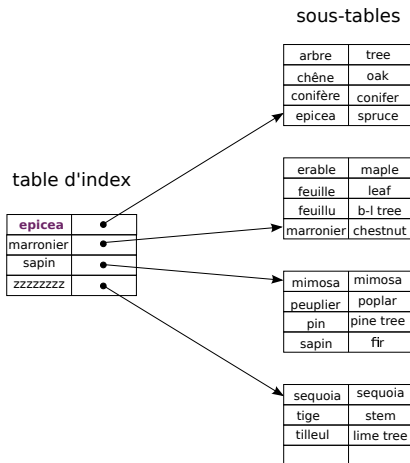 sous-tables
arbre tree
chêne oak
conifère conifer
epicea spruce
erable maple
feuille leaf
feuillu b-l tree
marronier chestnut
table d'index
epicea
marronier
sapin
zzzzzzzz
mimosa mimosa
peuplier poplar
pin pine tree
sapin fir
sequoia sequoia
tige stem
tilleul lime tree